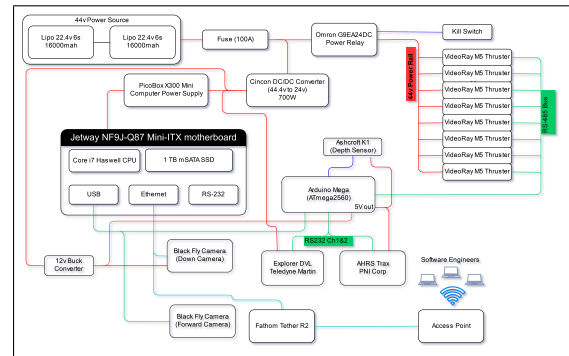 44v Power Source
Lipo 22.4v 6s
16000mah
Lipo 22.4v 6s
16000mah
Fuse (100A)
Omron G9EA24DC
Power Relay
Kill Switch
PicoBox X300 Mini
Computer Power Supply
Cincon DC/DC Converter
(44.4v to 24v)
700W
44v Power Rail
VideoRay M5 Thruster
VideoRay M5 Thruster
VideoRay M5 Thruster
VideoRay M5 Thruster
VideoRay M5 Thruster
VideoRay M5 Thruster
VideoRay M5 Thruster
VideoRay M5 Thruster
RS-485 Bus
Jetway NF9J-Q87 Mini-ITX motherboard
Core i7 Haswell CPU
1 TB mSATA SSD
USB
Ethernet
RS-232
Ashcroft K1
(Depth Sensor)
Arduino Mega
(ATmega2560)
5V out
RS232 Ch1&2
12v Buck
Converter
Black Fly Camera
(Down Camera)
Explorer DVL
Teledyne Martin
AHRS Trax
PNI Corp
Software Engineers
Black Fly Camera
(Forward Camera)
Fathom Tether R2
Access Point